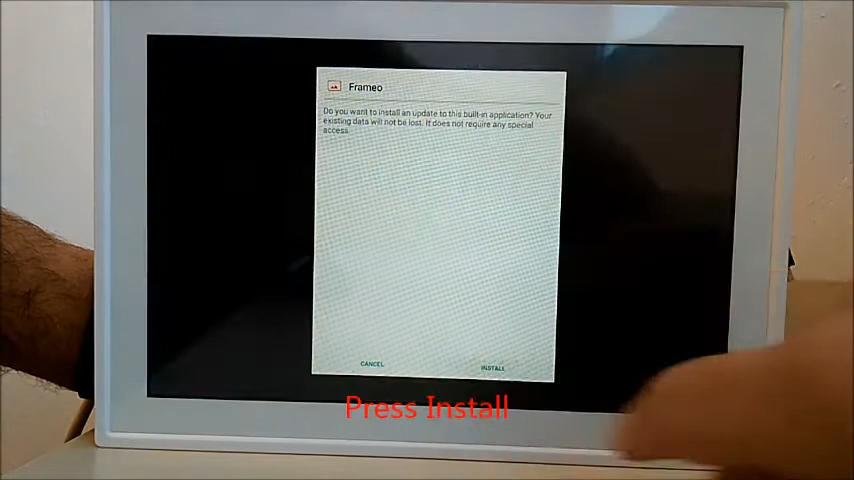 Frameo
Do you want to install an update to this built-in application? Your
existing data will not be lost. It does not require any special
access.
CANCEL
INSTALL
Press Install